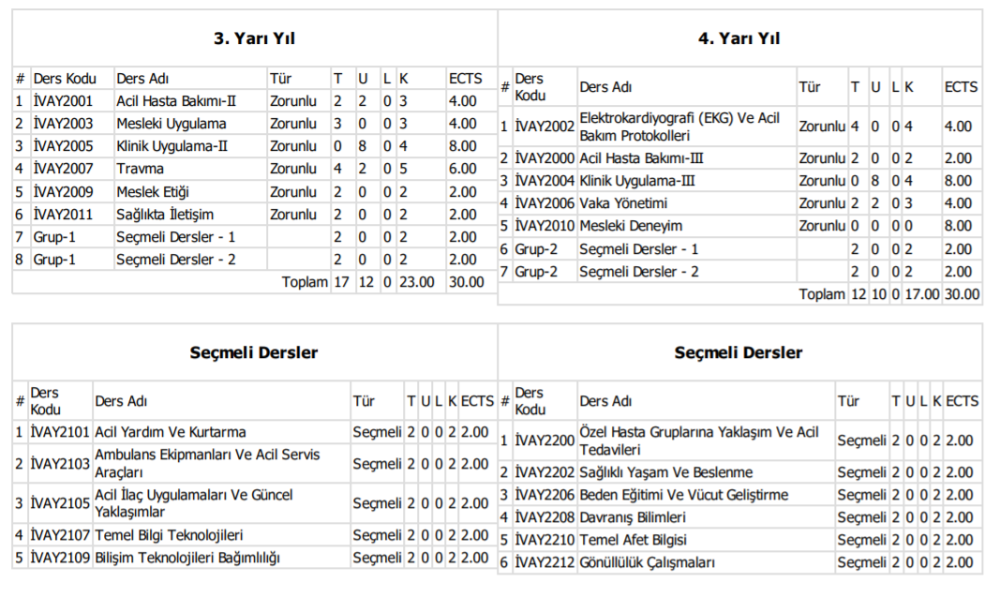 3. Yarı Yıl
# Ders Kodu Ders Adı Tür T U L K ECTS
1 İVAY2001 Acil Hasta Bakımı-II Zorunlu 2 2 0 3 4.00
2 İVAY2003 Mesleki Uygulama Zorunlu 3 0 0 3 4.00
3 İVAY2005 Klinik Uygulama-II Zorunlu 0 8 0 4 8.00
4 İVAY2007 Travma Zorunlu 4 2 0 5 6.00
5 İVAY2009 Meslek Etiği Zorunlu 2 0 0 2 2.00
6 İVAY2011 Sağlıkta İletişim Zorunlu 2 0 0 2 2.00
7 Grup-1 Seçmeli Dersler - 1 2 0 0 2 2.00
8 Grup-1 Seçmeli Dersler - 2 2 0 0 2 2.00
Toplam 17 12 0 23.00 30.00
4. Yarı Yıl
# Ders
Kodu Ders Adı Tür T U L K ECTS
1 İVAY2002 Elektrokardiyografi (EKG) Ve Acil
Bakım Protokolleri Zorunlu 4 0 0 4 4.00
2 İVAY2000 Acil Hasta Bakımı-III Zorunlu 2 0 0 2 2.00
3 İVAY2004 Klinik Uygulama-III Zorunlu 0 8 0 4 8.00
4 İVAY2006 Vaka Yönetimi Zorunlu 2 2 0 3 4.00
5 İVAY2010 Mesleki Deneyim Zorunlu 0 0 0 0 8.00
6 Grup-2 Seçmeli Dersler - 1 2 0 0 2 2.00
7 Grup-2 Seçmeli Dersler - 2 2 0 0 2 2.00
Toplam 12 10 0 17.00 30.00
Seçmeli Dersler
# Ders
Kodu Ders Adı Tür T U L K ECTS
1 İVAY2101 Acil Yardım Ve Kurtarma Seçmeli 2 0 0 2 2.00
2 İVAY2103 Ambulans Ekipmanları Ve Acil Servis
Araçları Seçmeli 2 0 0 2 2.00
3 İVAY2105 Acil İlaç Uygulamaları Ve Güncel
Yaklaşımlar Seçmeli 2 0 0 2 2.00
4 İVAY2107 Temel Bilgi Teknolojileri Seçmeli 2 0 0 2 2.00
5 İVAY2109 Bilişim Teknolojileri Bağımlılığı Seçmeli 2 0 0 2 2.00
Seçmeli Dersler
# Ders
Kodu Ders Adı Tür T U L K ECTS
1 İVAY2200 Özel Hasta Gruplarına Yaklaşım Ve Acil
Tedavileri Seçmeli 2 0 0 2 2.00
2 İVAY2202 Sağlıklı Yaşam Ve Beslenme Seçmeli 2 0 0 2 2.00
3 İVAY2206 Beden Eğitimi Ve Vücut Geliştirme Seçmeli 2 0 0 2 2.00
4 İVAY2208 Davranış Bilimleri Seçmeli 2 0 0 2 2.00
5 İVAY2210 Temel Afet Bilgisi Seçmeli 2 0 0 2 2.00
6 İVAY2212 Gönüllülük Çalışmaları Seçmeli 2 0 0 2 2.00